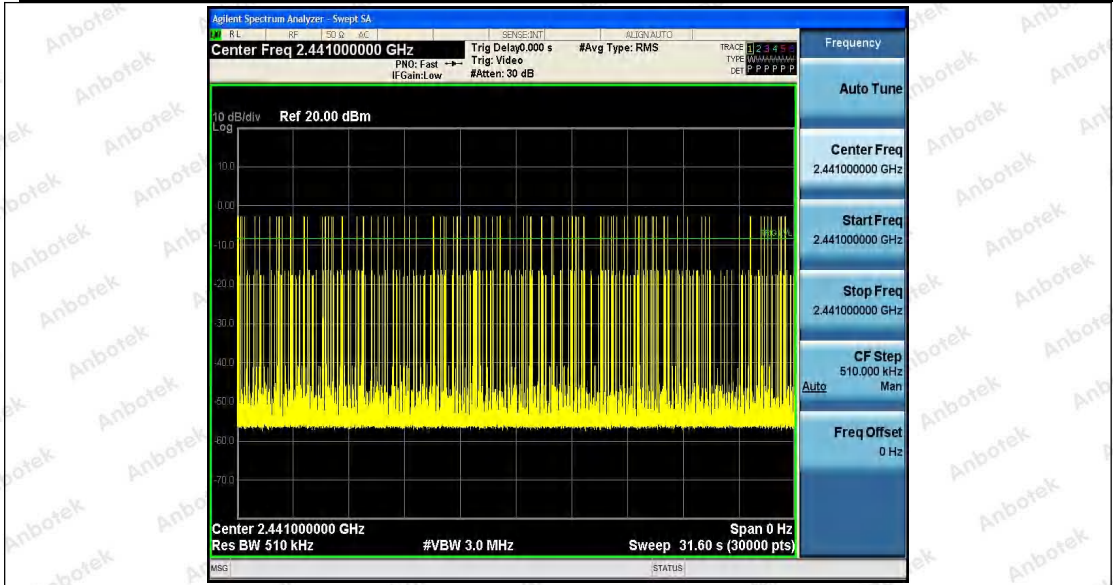 Agilent Spectrum Analyzer - Swept SA
RL RF 50 Ω AC SENSE:INT ALIGN AUTO
Center Freq 2.441000000 GHz
PNO: Fast
IFGain:Low
Trig Delay0.000 s
Trig: Video
#Atten: 30 dB
#Avg Type: RMS
TRACE 1 2 3 4 5 6
TYPE
DET P P P P P P
10 dB/div Ref 20.00 dBm
Log
10.0
0.00
-10.0
-20.0
-30.0
-40.0
-50.0
-60.0
-70.0
Center 2.441000000 GHz
Span 0 Hz
Res BW 510 kHz
#VBW 3.0 MHz
Sweep 31.60 s (30000 pts)
MSG
STATUS
Frequency
Auto Tune
Center Freq
2.441000000 GHz
Start Freq
2.441000000 GHz
Stop Freq
2.441000000 GHz
CF Step
510.000 kHz
Auto Man
Freq Offset
0 Hz
Anbotek